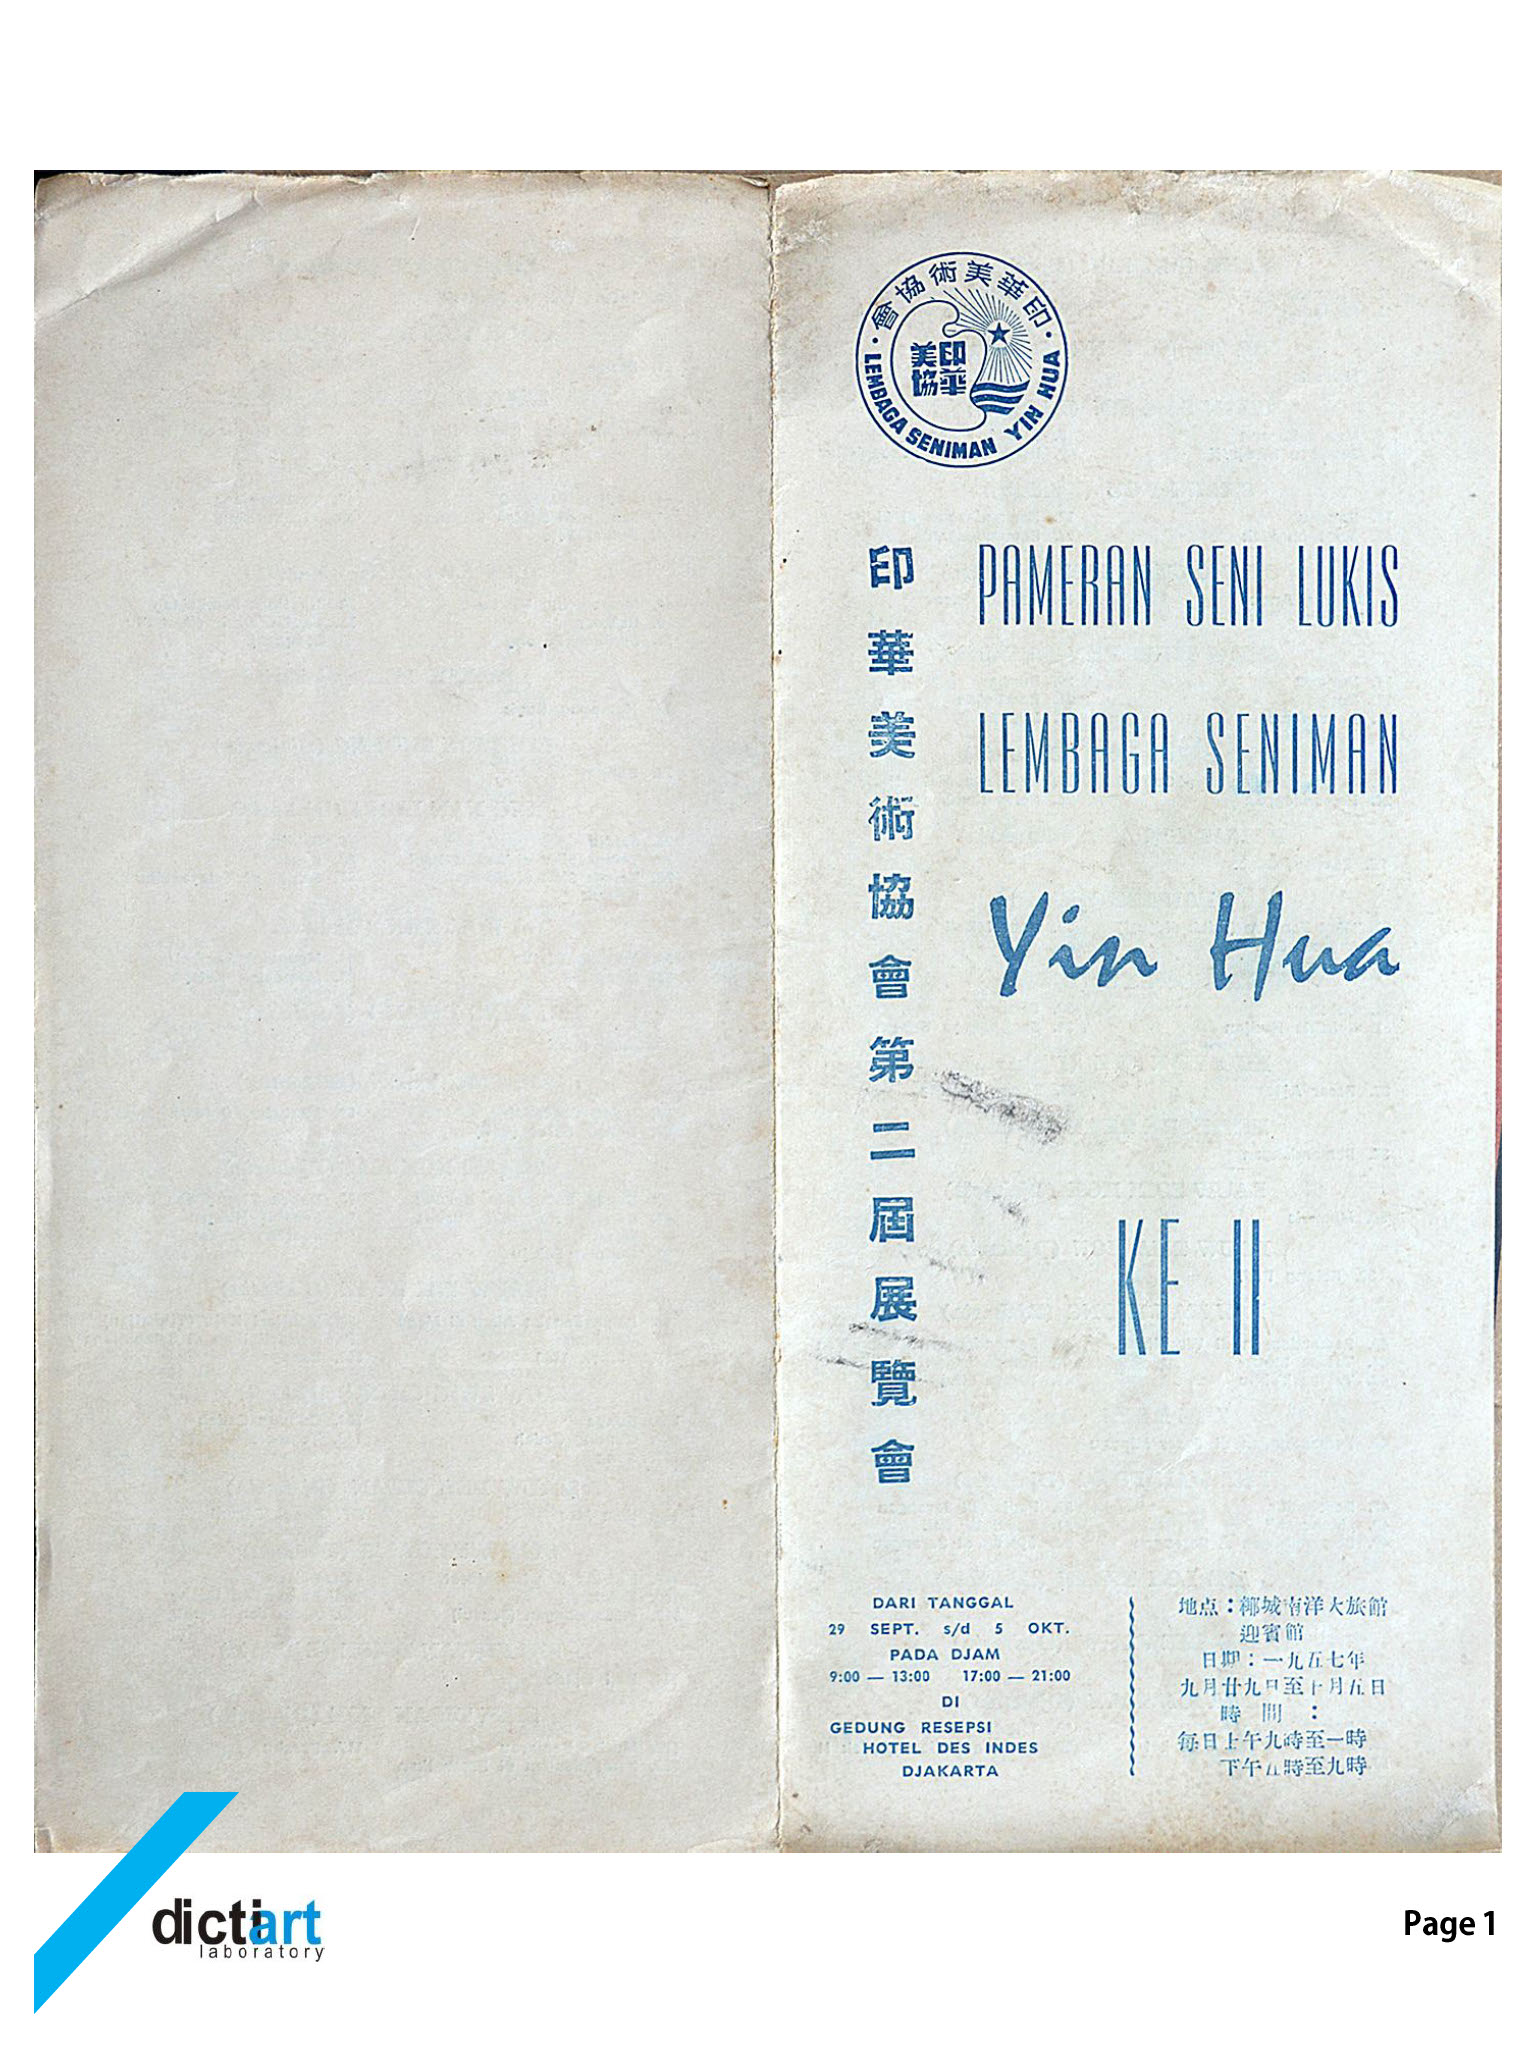 印華美術協會
印華
美協
LEMBAGA SENIMAN YIN HUA
印華美術協會第二屆展覽會
PAMERAN SENI LUKIS
LEMBAGA SENIMAN
Yin Hua
KE II
DARI TANGGAL
29 SEPT. s/d 5 OKT.
PADA DJAM
9:00 — 13:00 17:00 — 21:00
DI
GEDUNG RESEPSI
HOTEL DES INDES
DJAKARTA
地点：椰城南洋大旅館
迎賓館
日期：一九五七年
九月廿九日至十月五日
時間：
每日上午九時至一時
下午五時至九時
dictiart
laboratory
Page 1